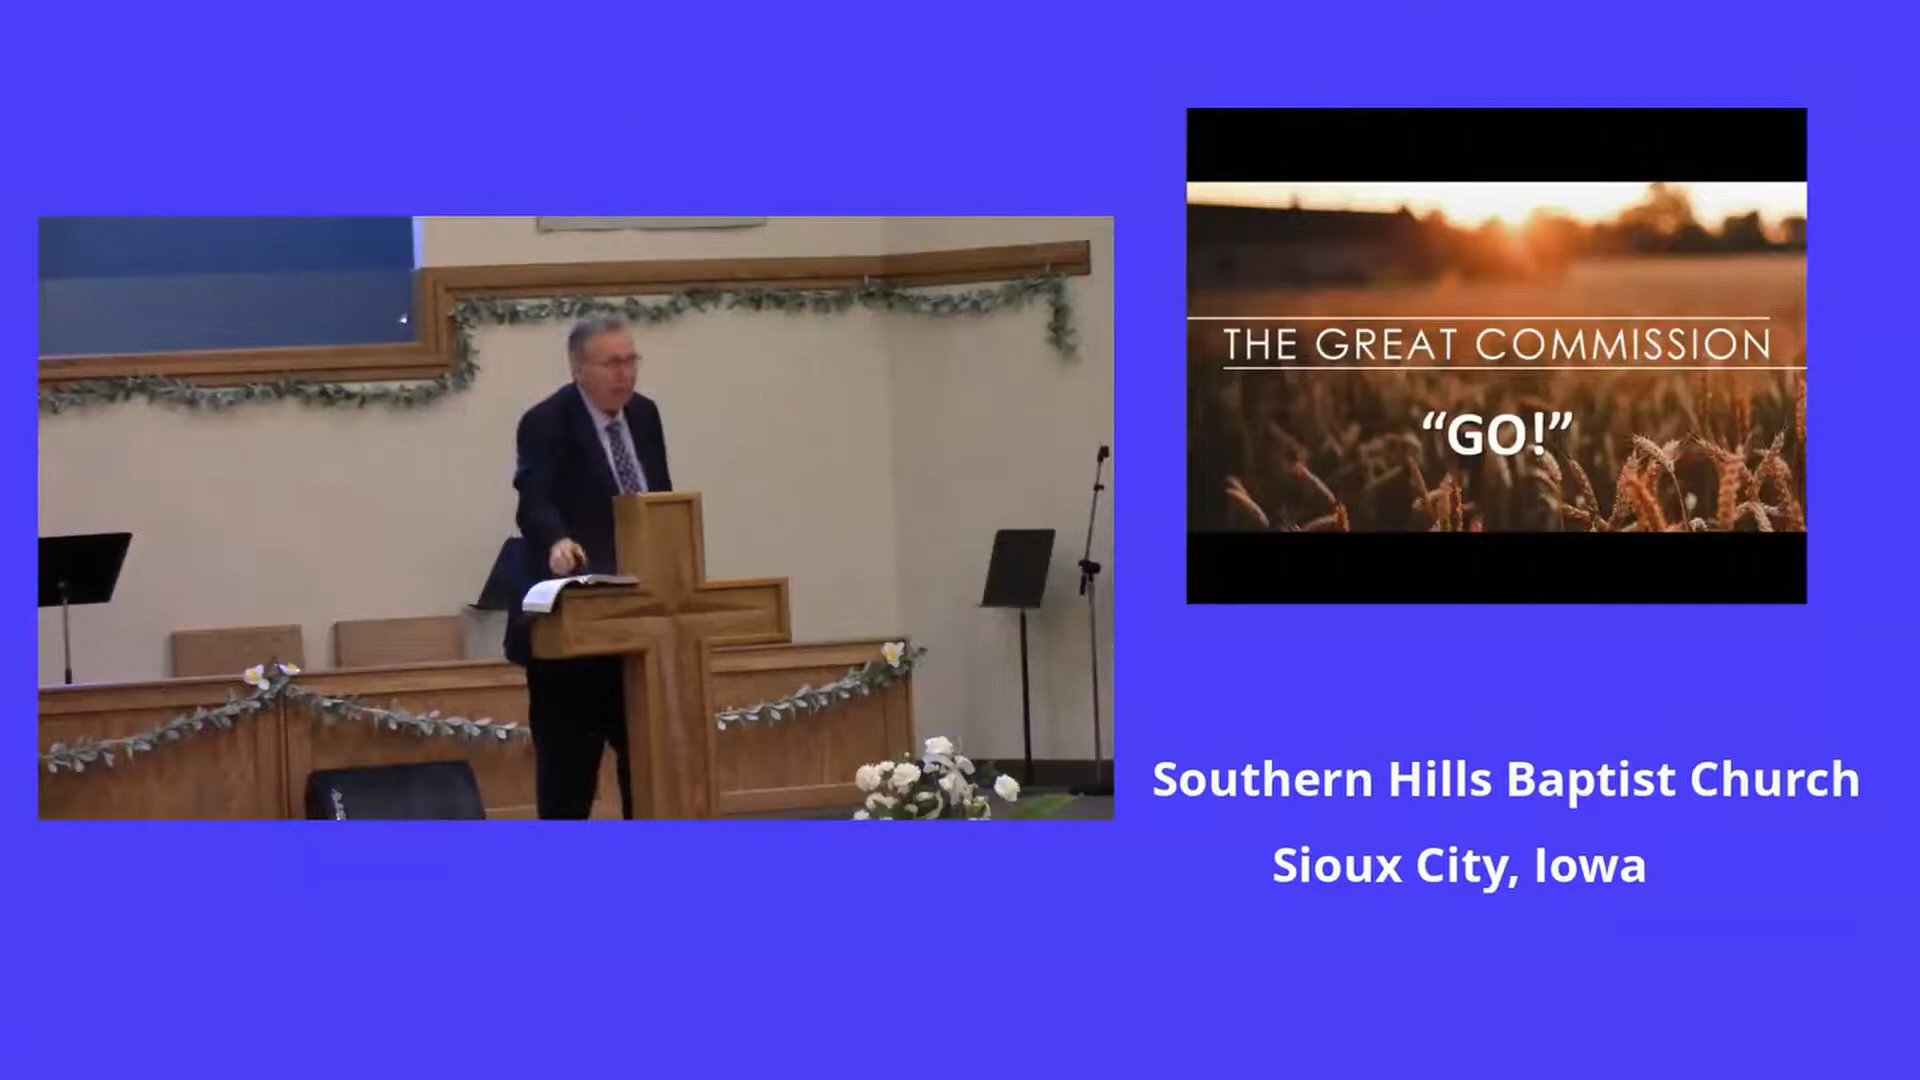 THE GREAT COMMISSION
“GO!”
Southern Hills Baptist Church
Sioux City, Iowa